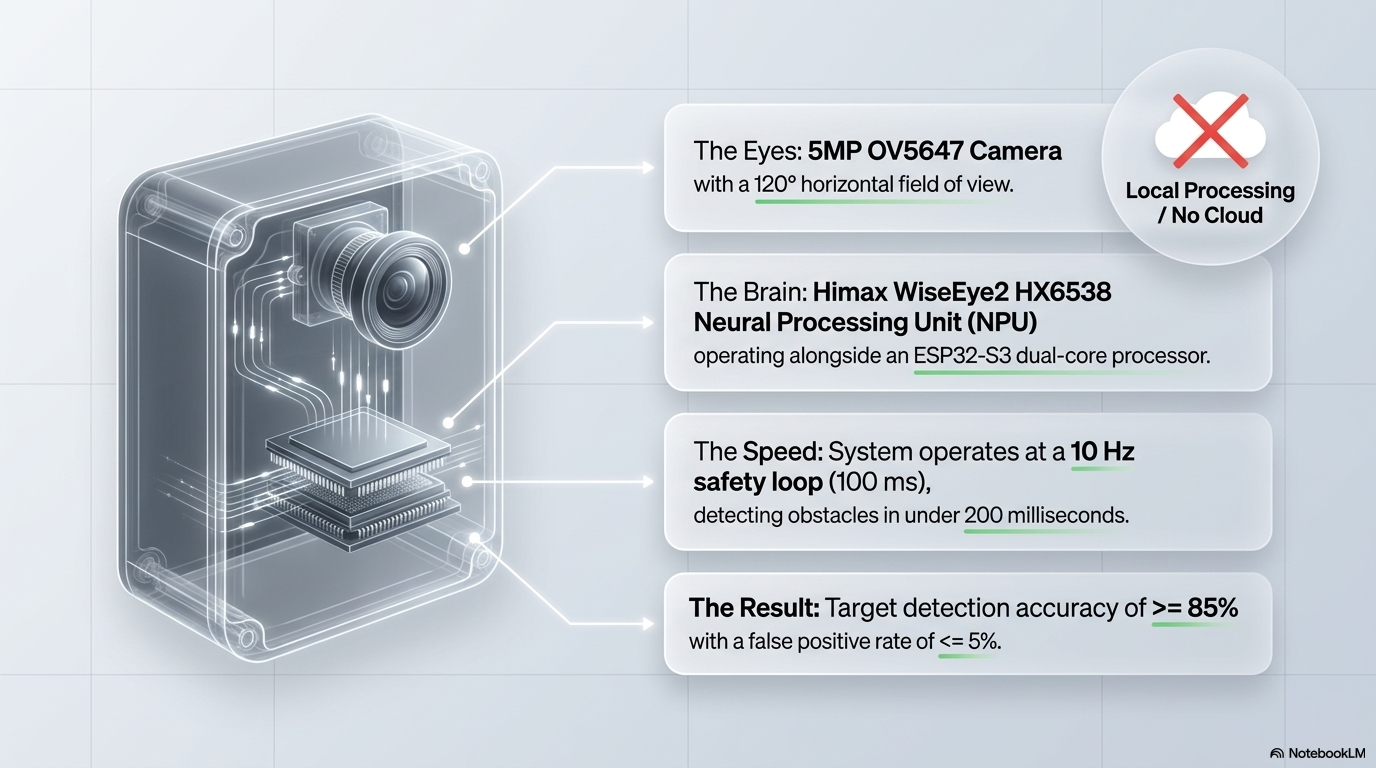 The Eyes: 5MP OV5647 Camera
with a 120° horizontal field of view.
Local Processing
/ No Cloud
The Brain: Himax WiseEye2 HX6538
Neural Processing Unit (NPU)
operating alongside an ESP32-S3 dual-core processor.
The Speed: System operates at a 10 Hz
safety loop (100 ms),
detecting obstacles in under 200 milliseconds.
The Result: Target detection accuracy of >= 85%
with a false positive rate of <= 5%.
NotebookLM